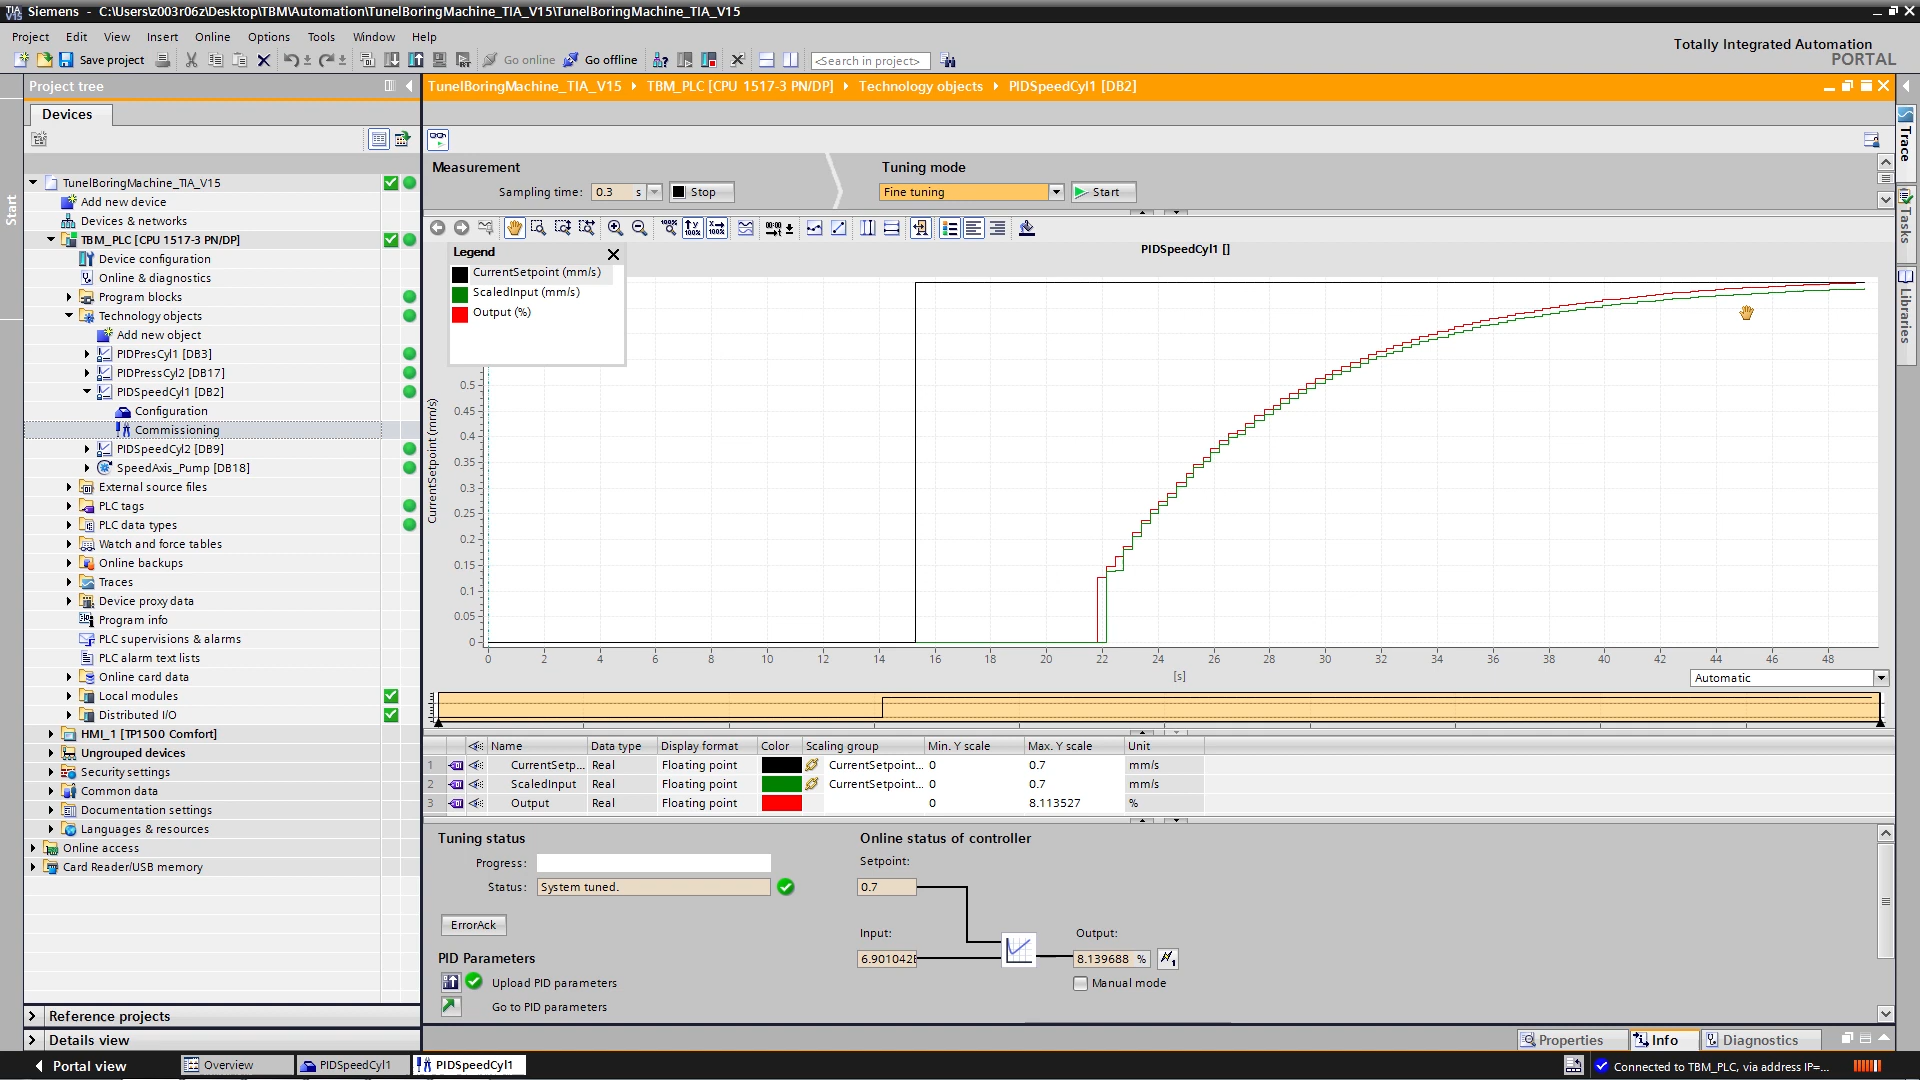 Siemens - C:\Users\z003r06z\Desktop\TBM\Automation\TunelBoringMachine_TIA_V15\TunelBoringMachine_TIA_V15
Project Edit View Insert Online Options Tools Window Help
Save project
Go online
Go offline
<Search in project>
Totally Integrated Automation
PORTAL
Project tree
TunelBoringMachine_TIA_V15 TBM_PLC [CPU 1517-3 PN/DP] Technology objects PIDSpeedCyl1 [DB2]
Devices
Start
TunelBoringMachine_TIA_V15
Add new device
Devices & networks
TBM_PLC [CPU 1517-3 PN/DP]
Device configuration
Online & diagnostics
Program blocks
Technology objects
Add new object
PIDPresCyl1 [DB3]
PIDPressCyl2 [DB17]
PIDSpeedCyl1 [DB2]
Configuration
Commissioning
PIDSpeedCyl2 [DB9]
SpeedAxis_Pump [DB18]
External source files
PLC tags
PLC data types
Watch and force tables
Online backups
Traces
Device proxy data
Program info
PLC supervisions & alarms
PLC alarm text lists
Online card data
Local modules
Distributed I/O
HMI_1 [TP1500 Comfort]
Ungrouped devices
Security settings
Common data
Documentation settings
Languages & resources
Online access
Card Reader/USB memory
Reference projects
Details view
Measurement
Sampling time: 0.3 s Stop
Tuning mode
Fine tuning Start
PIDSpeedCyl1 []
Legend
CurrentSetpoint (mm/s)
ScaledInput (mm/s)
Output (%)
CurrentSetpoint (mm/s)
0.5
0.45
0.4
0.35
0.3
0.25
0.2
0.15
0.1
0.05
0
0 2 4 6 8 10 12 14 16 18 20 22 24 26 28 30 32 34 36 38 40 42 44 46 48
[s]
Automatic
Name Data type Display format Color Scaling group Min. Y scale Max. Y scale Unit
1 CurrentSetp... Real Floating point CurrentSetpoint... 0 0.7 mm/s
2 ScaledInput Real Floating point CurrentSetpoint... 0 0.7 mm/s
3 Output Real Floating point 0 8.113527 %
Tuning status
Progress:
Status: System tuned.
ErrorAck
PID Parameters
Upload PID parameters
Go to PID parameters
Online status of controller
Setpoint:
0.7
Input:
6.901042E
Output:
8.139688 %
Manual mode
Trace
Tasks
Libraries
Properties Info Diagnostics
Portal view Overview PIDSpeedCyl1 PIDSpeedCyl1
Connected to TBM_PLC, via address IP=...